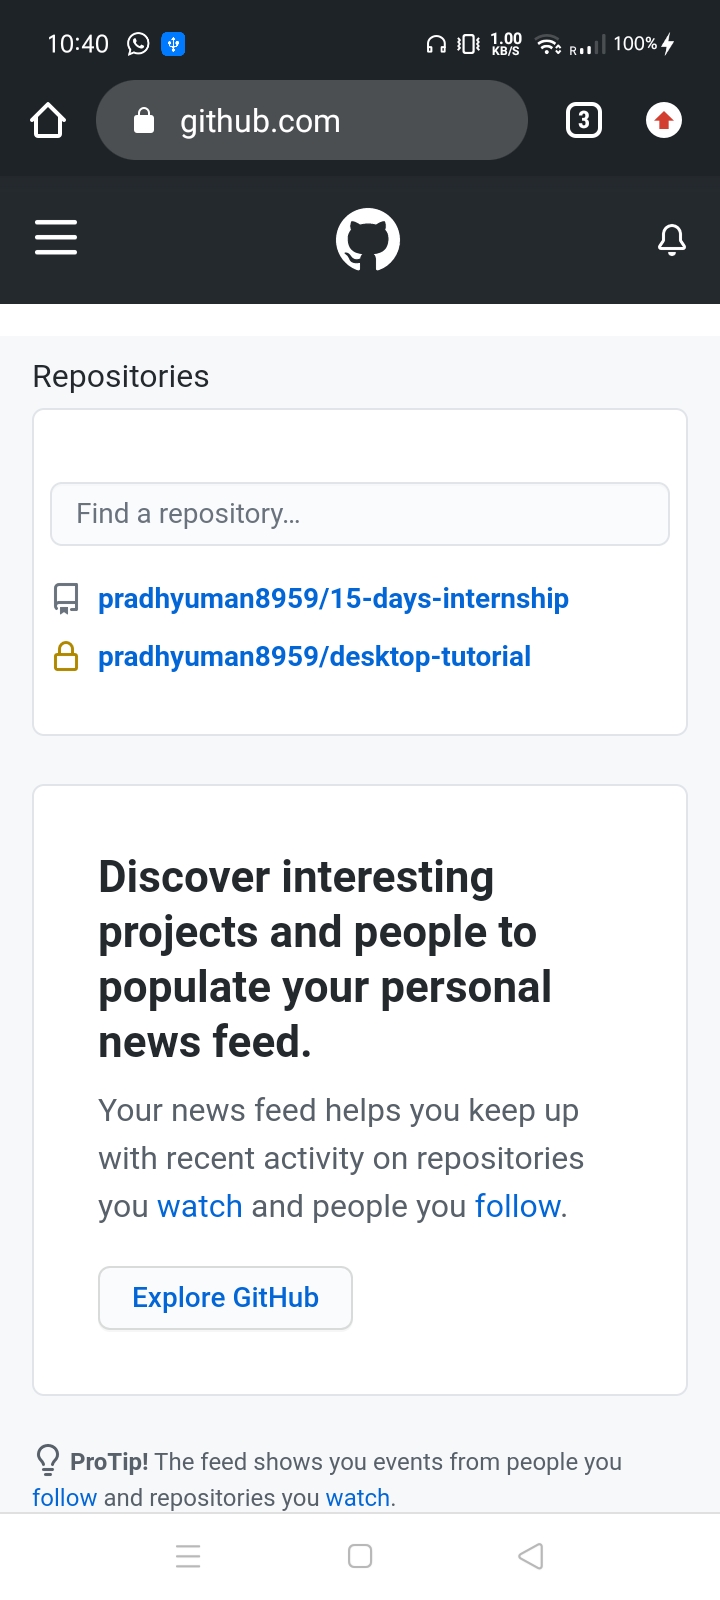 10:40
1.00
KB/S
R
100%
github.com
3
Repositories
Find a repository...
pradhyuman8959/15-days-internship
pradhyuman8959/desktop-tutorial
Discover interesting
projects and people to
populate your personal
news feed.
Your news feed helps you keep up
with recent activity on repositories
you watch and people you follow.
Explore GitHub
ProTip! The feed shows you events from people you
follow and repositories you watch.